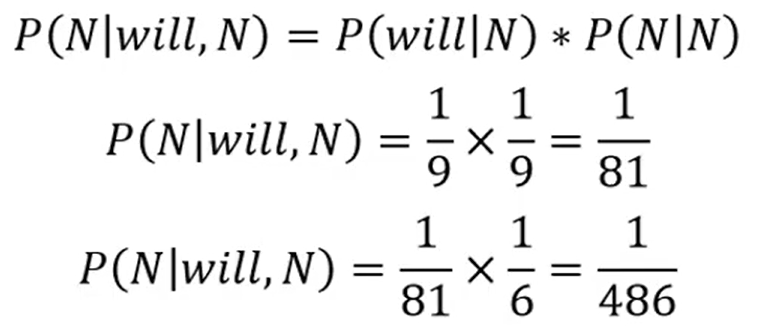 P(N|will, N) = P(will|N) ∗ P(N|N)
P(N|will, N) = 1/9 × 1/9 = 1/81
P(N|will, N) = 1/81 × 1/6 = 1/486